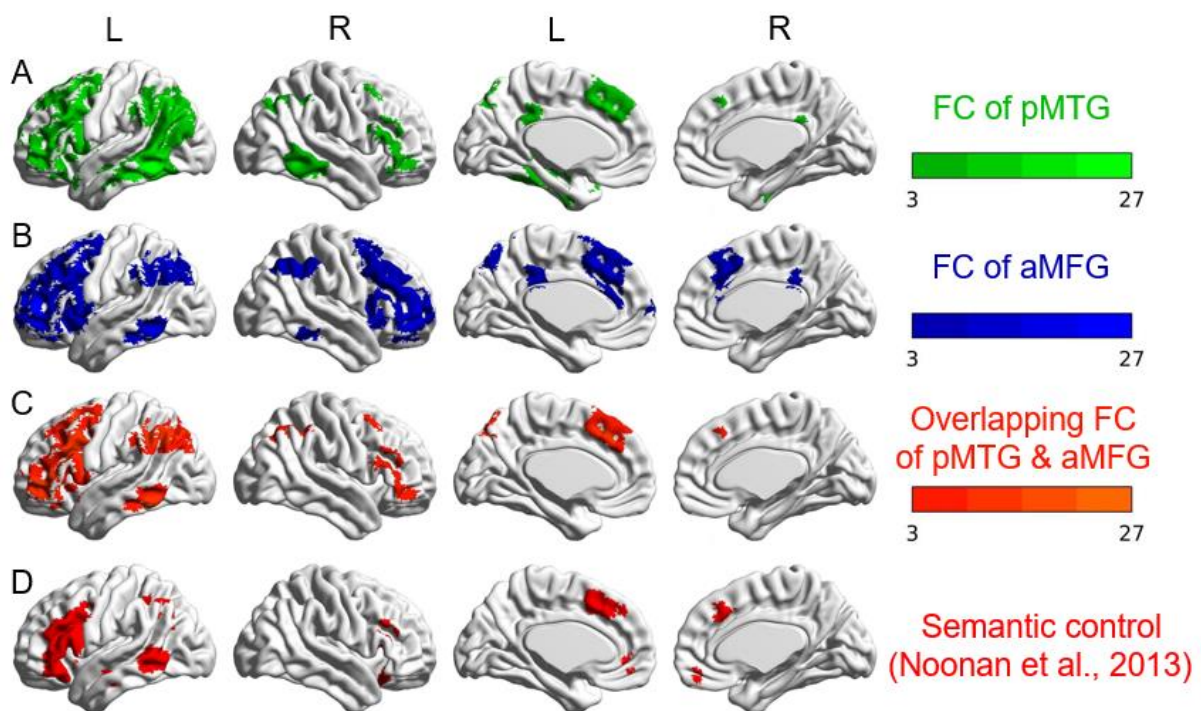 L R L R
A
FC of pMTG
3 27
B
FC of aMFG
3 27
C
Overlapping FC
of pMTG & aMFG
3 27
D
Semantic control
(Noonan et al., 2013)